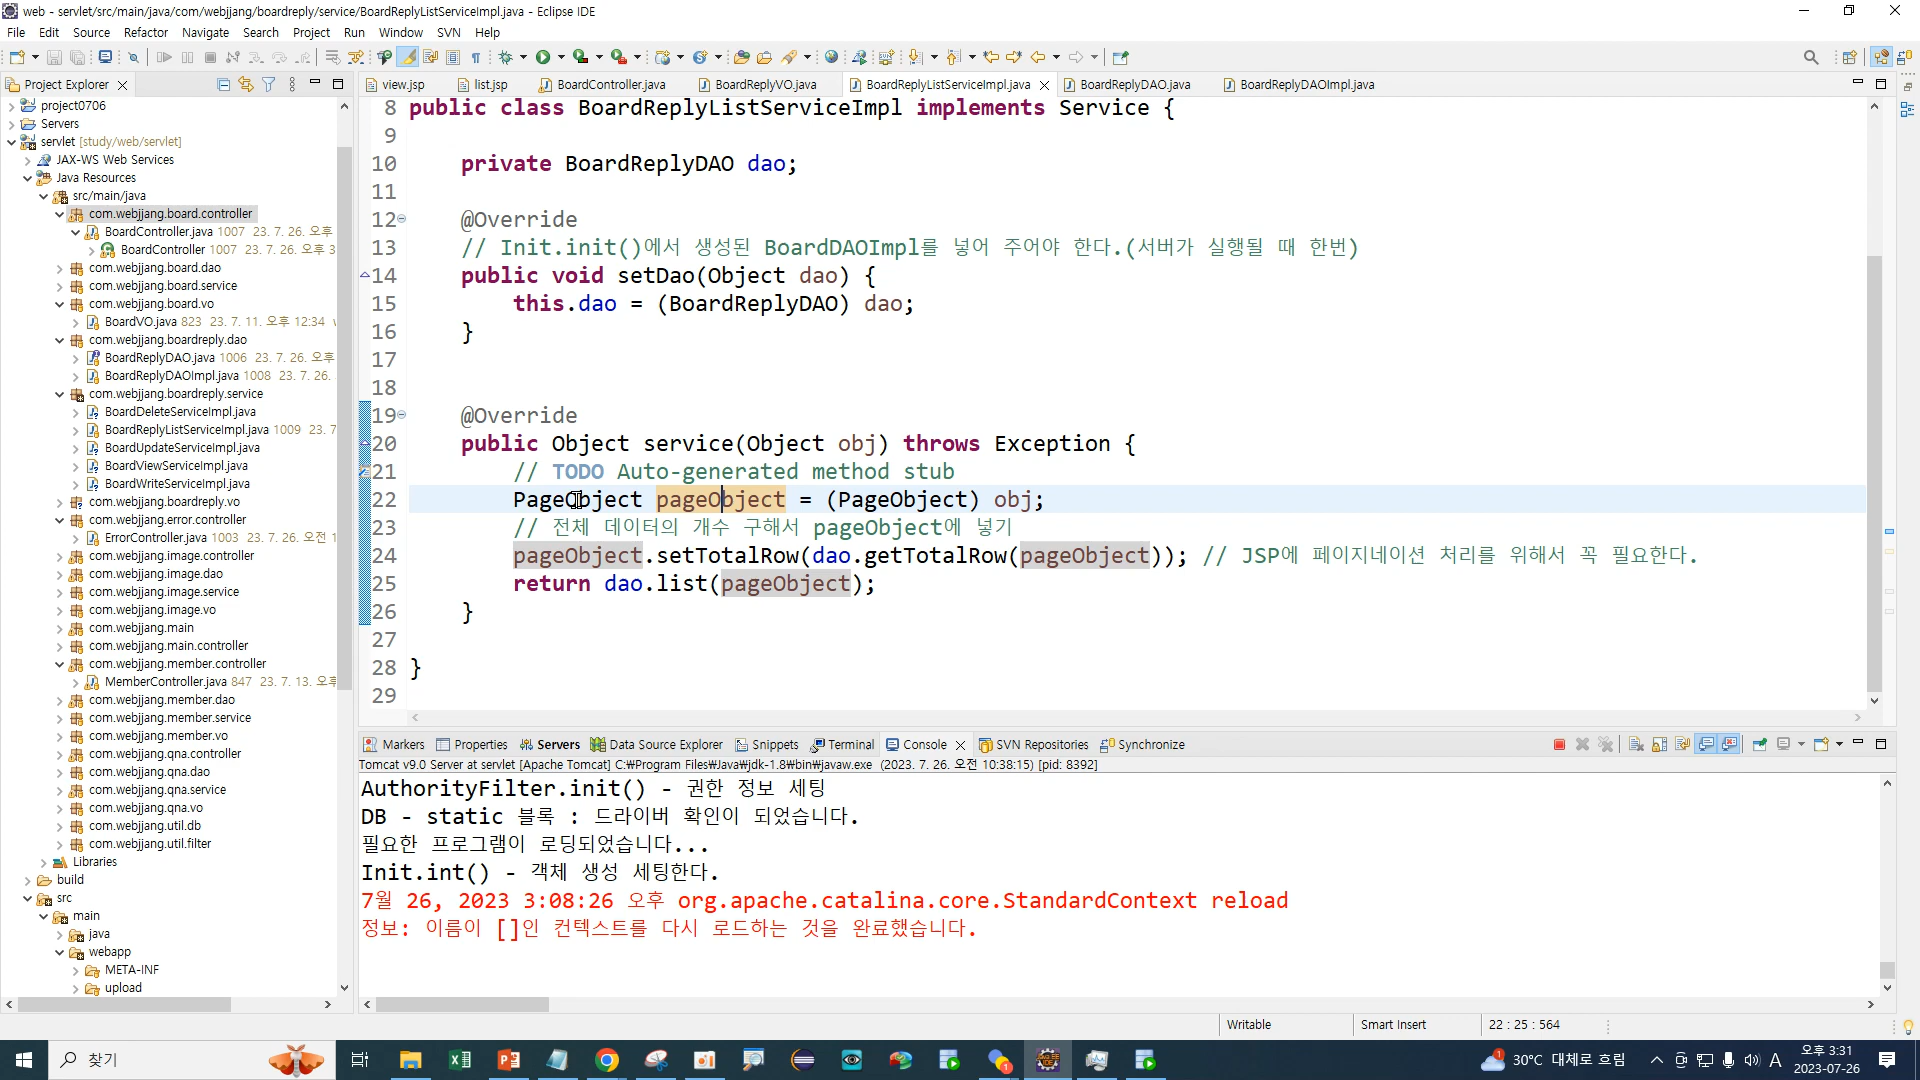 web - servlet/src/main/java/com/webjjang/boardreply/service/BoardReplyListServiceImpl.java - Eclipse IDE
File Edit Source Refactor Navigate Search Project Run Window SVN Help
Project Explorer
view.jsp list.jsp BoardController.java BoardReplyVO.java BoardReplyListServiceImpl.java BoardReplyDAO.java BoardReplyDAOImpl.java
project0706
Servers
servlet [study/web/servlet]
JAX-WS Web Services
Java Resources
src/main/java
com.webjjang.board.controller
BoardController.java 1007 23. 7. 26. 오후
BoardController 1007 23. 7. 26. 오후 3
com.webjjang.board.dao
com.webjjang.board.service
com.webjjang.board.vo
BoardVO.java 823 23. 7. 11. 오후 12:34
com.webjjang.boardreply.dao
BoardReplyDAO.java 1006 23. 7. 26. 오후
BoardReplyDAOImpl.java 1008 23. 7. 26.
com.webjjang.boardreply.service
BoardDeleteServiceImpl.java
BoardReplyListServiceImpl.java 1009 23. 7
BoardUpdateServiceImpl.java
BoardViewServiceImpl.java
BoardWriteServiceImpl.java
com.webjjang.boardreply.vo
com.webjjang.error.controller
ErrorController.java 1003 23. 7. 26. 오전 1
com.webjjang.image.controller
com.webjjang.image.dao
com.webjjang.image.service
com.webjjang.image.vo
com.webjjang.main
com.webjjang.main.controller
com.webjjang.member.controller
MemberController.java 847 23. 7. 13. 오후
com.webjjang.member.dao
com.webjjang.member.service
com.webjjang.member.vo
com.webjjang.qna.controller
com.webjjang.qna.dao
com.webjjang.qna.service
com.webjjang.qna.vo
com.webjjang.util.db
com.webjjang.util.filter
Libraries
build
src
main
java
webapp
META-INF
upload
8 public class BoardReplyListServiceImpl implements Service {
9
10 private BoardReplyDAO dao;
11
12 @Override
13 // Init.init()에서 생성된 BoardDAOImpl를 넣어 주어야 한다.(서버가 실행될 때 한번)
14 public void setDao(Object dao) {
15 this.dao = (BoardReplyDAO) dao;
16 }
17
18
19 @Override
20 public Object service(Object obj) throws Exception {
21 // TODO Auto-generated method stub
22 PageObject pageObject = (PageObject) obj;
23 // 전체 데이터의 개수 구해서 pageObject에 넣기
24 pageObject.setTotalRow(dao.getTotalRow(pageObject)); // JSP에 페이지네이션 처리를 위해서 꼭 필요한다.
25 return dao.list(pageObject);
26 }
27
28 }
29
Markers Properties Servers Data Source Explorer Snippets Terminal Console SVN Repositories Synchronize
Tomcat v9.0 Server at servlet [Apache Tomcat] C:₩Program Files₩Java₩jdk-1.8₩bin₩javaw.exe (2023. 7. 26. 오전 10:38:15) [pid: 8392]
AuthorityFilter.init() - 권한 정보 세팅
DB - static 블록 : 드라이버 확인이 되었습니다.
필요한 프로그램이 로딩되었습니다...
Init.int() - 객체 생성 세팅한다.
7월 26, 2023 3:08:26 오후 org.apache.catalina.core.StandardContext reload
정보: 이름이 []인 컨텍스트를 다시 로드하는 것을 완료했습니다.
Writable Smart Insert 22 : 25 : 564
찾기
30°C 대체로 흐림
A
오후 3:31
2023-07-26